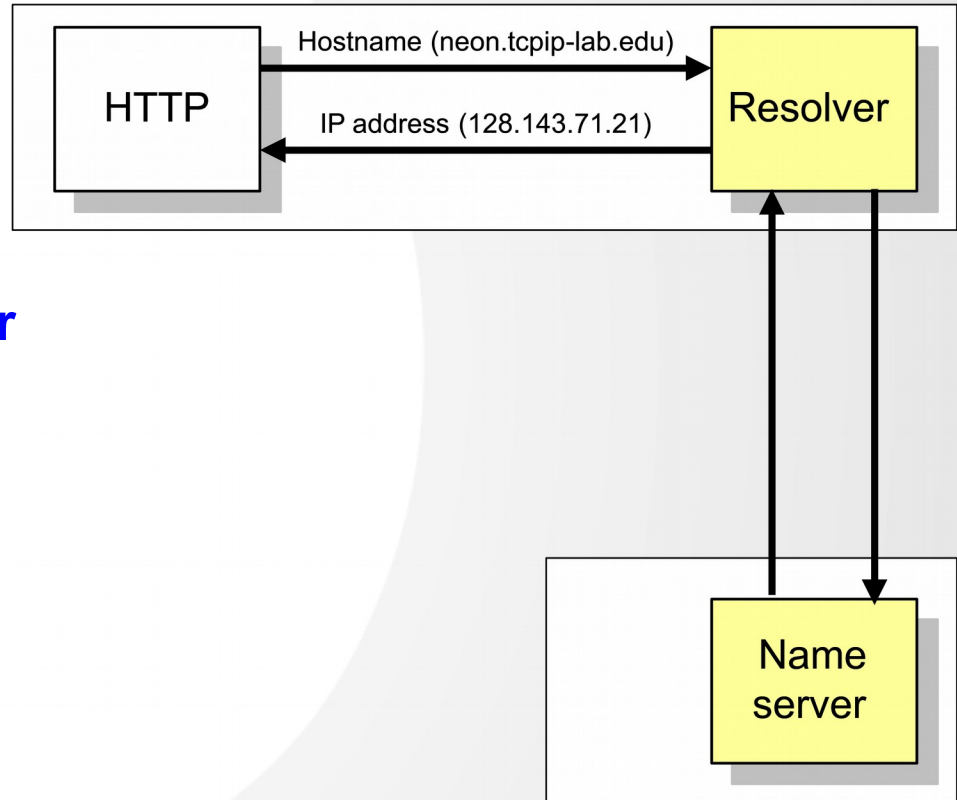 Hostname (neon.tcpip-lab.edu)
HTTP
Resolver
IP address (128.143.71.21)
r
Name
server